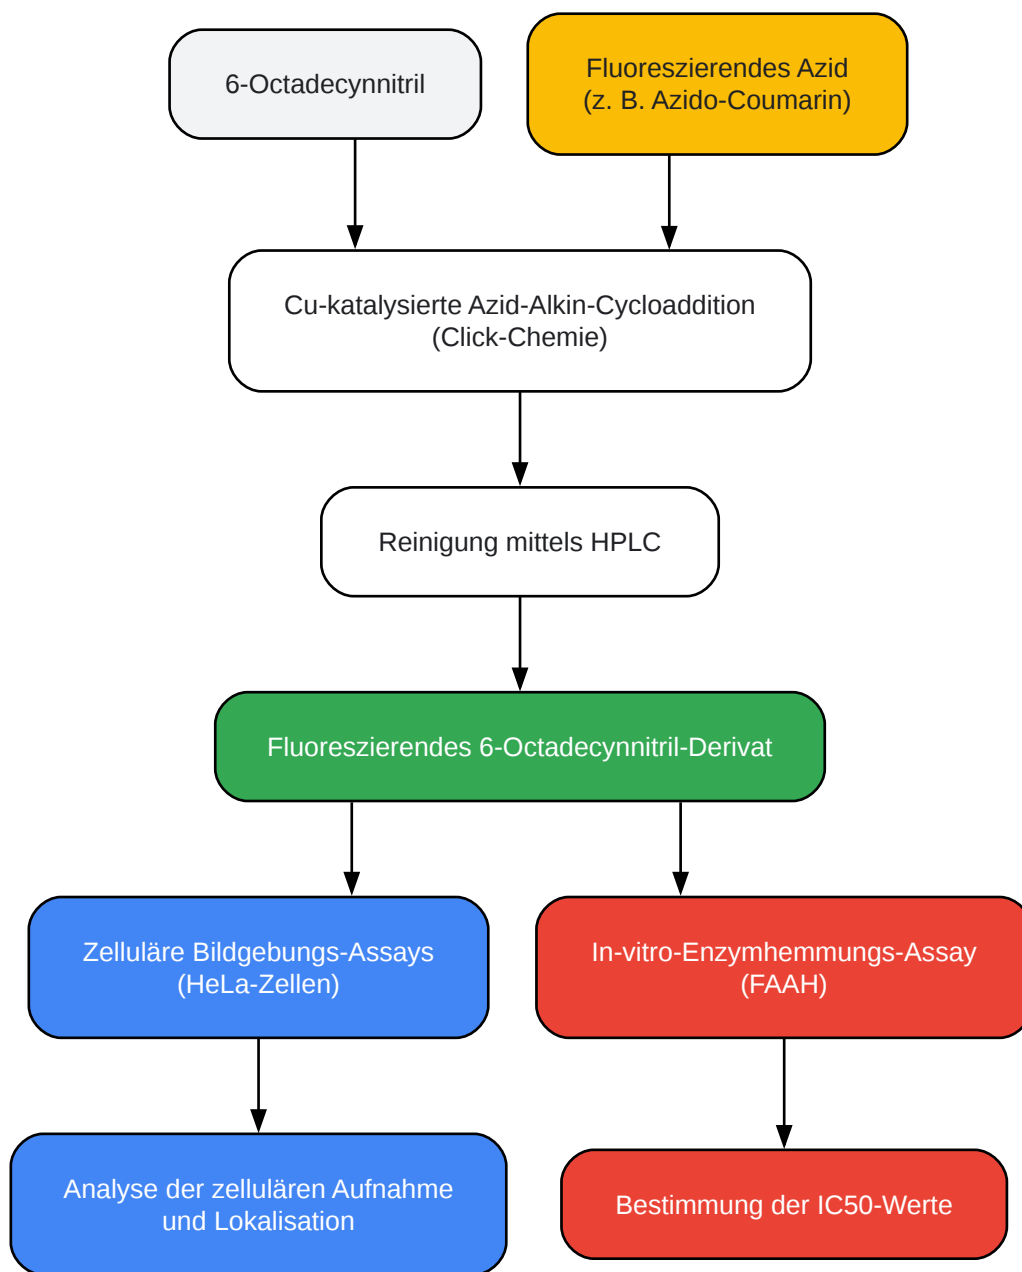 6-Octadecynnitril
Fluoreszierendes Azid
(z. B. Azido-Coumarin)
Cu-katalysierte Azid-Alkin-Cycloaddition
(Click-Chemie)
Reinigung mittels HPLC
Fluoreszierendes 6-Octadecynnitril-Derivat
Zelluläre Bildgebungs-Assays
(HeLa-Zellen)
In-vitro-Enzymhemmungs-Assay
(FAAH)
Analyse der zellulären Aufnahme
und Lokalisation
Bestimmung der IC50-Werte